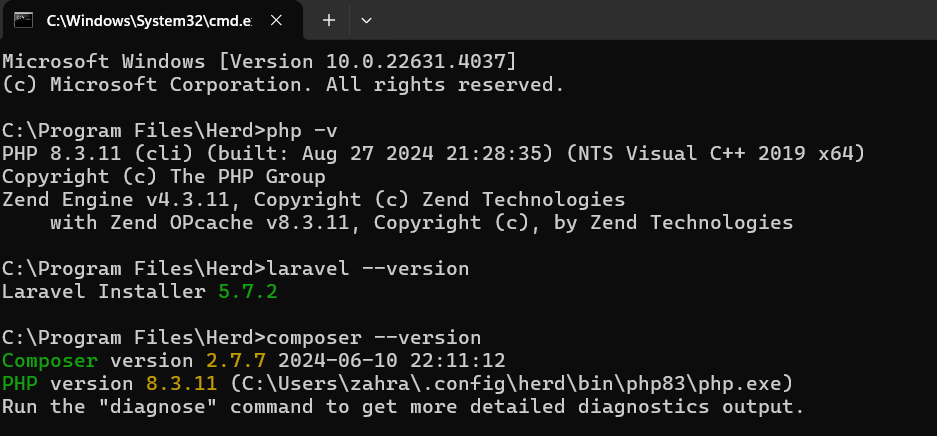 C:\Windows\System32\cmd.e
Microsoft Windows [Version 10.0.22631.4037]
(c) Microsoft Corporation. All rights reserved.
C:\Program Files\Herd>php -v
PHP 8.3.11 (cli) (built: Aug 27 2024 21:28:35) (NTS Visual C++ 2019 x64)
Copyright (c) The PHP Group
Zend Engine v4.3.11, Copyright (c) Zend Technologies
    with Zend OPcache v8.3.11, Copyright (c), by Zend Technologies
C:\Program Files\Herd>laravel --version
Laravel Installer 5.7.2
C:\Program Files\Herd>composer --version
Composer version 2.7.7 2024-06-10 22:11:12
PHP version 8.3.11 (C:\Users\zahra\.config\herd\bin\php83\php.exe)
Run the "diagnose" command to get more detailed diagnostics output.